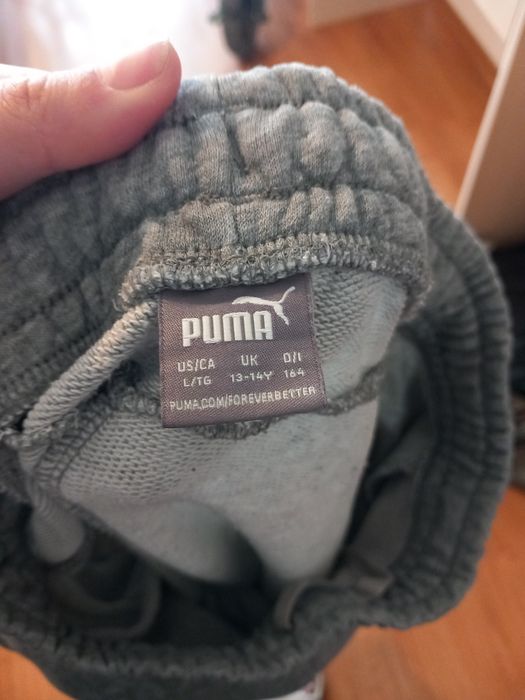 PUMA
US/CA UK D/I
L/TG 13-14Y 164
PUMA.COM/FOREVERBETTER